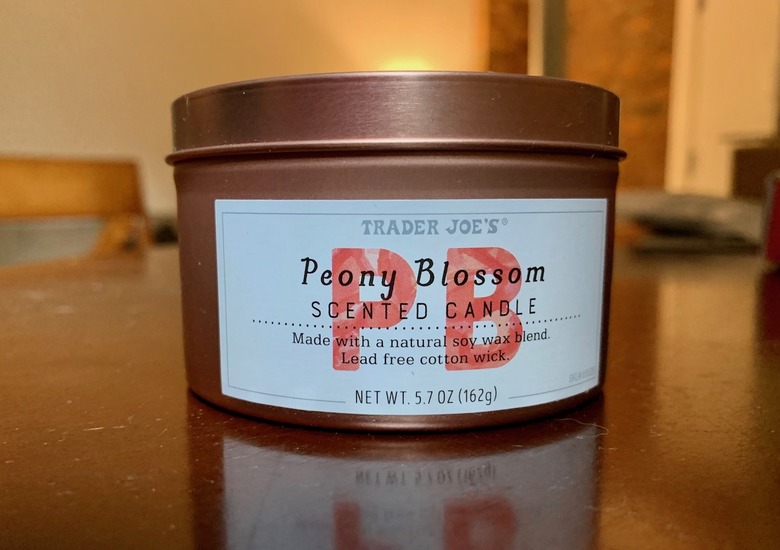 TRADER JOE'S®
PB
Peony Blossom
SCENTED CANDLE
Made with a natural soy wax blend.
Lead free cotton wick.
NET WT. 5.7 OZ (162g)